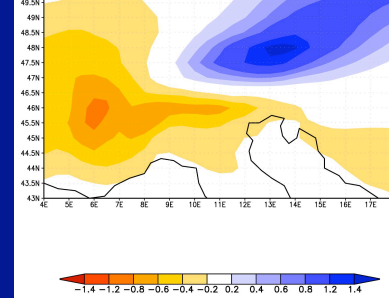 49.5N
49N
48.5N
48N
47.5N
47N
46.5N
46N
45.5N
45N
44.5N
44N
43.5N
43N
4E 5E 6E 7E 8E 9E 10E 11E 12E 13E 14E 15E 16E 17E
-1.4 -1.2 -0.8 -0.6 -0.4 -0.2 0.2 0.4 0.6 0.8 1.2 1.4